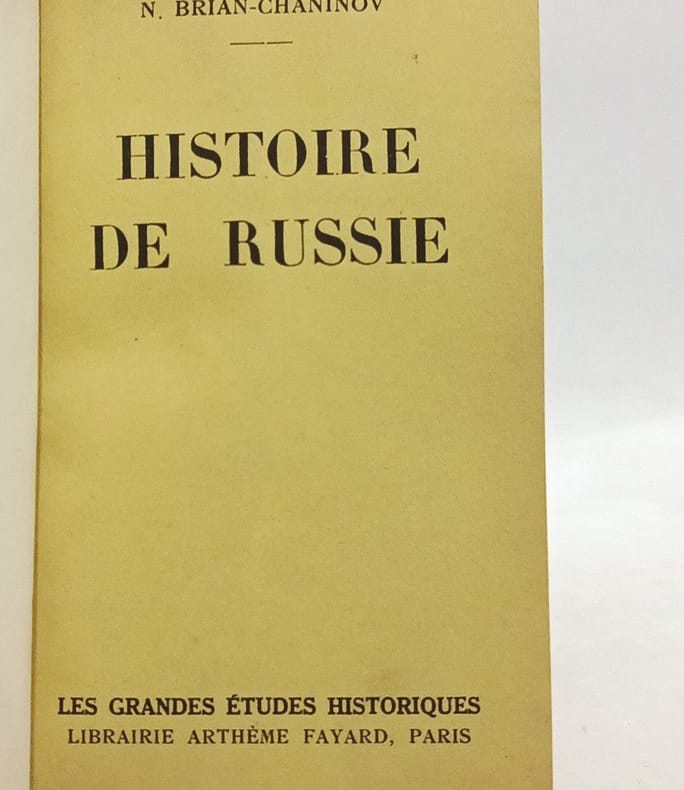 N. BRIAN-CHANINOV
HISTOIRE
DE RUSSIE
LES GRANDES ÉTUDES HISTORIQUES
LIBRAIRIE ARTHÈME FAYARD, PARIS